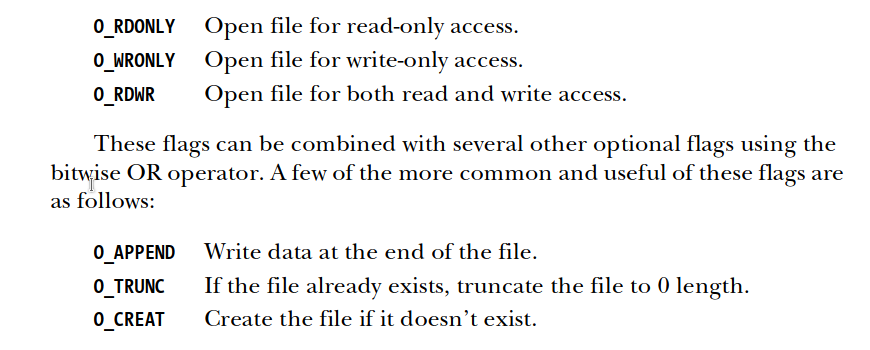 O_RDONLY Open file for read-only access.
O_WRONLY Open file for write-only access.
O_RDWR Open file for both read and write access.
These flags can be combined with several other optional flags using the
bitwise OR operator. A few of the more common and useful of these flags are
as follows:
O_APPEND Write data at the end of the file.
O_TRUNC If the file already exists, truncate the file to 0 length.
O_CREAT Create the file if it doesn’t exist.